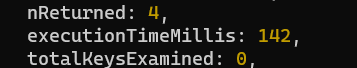 nReturned: 4,
executionTimeMillis: 142,
totalKeysExamined: 0,